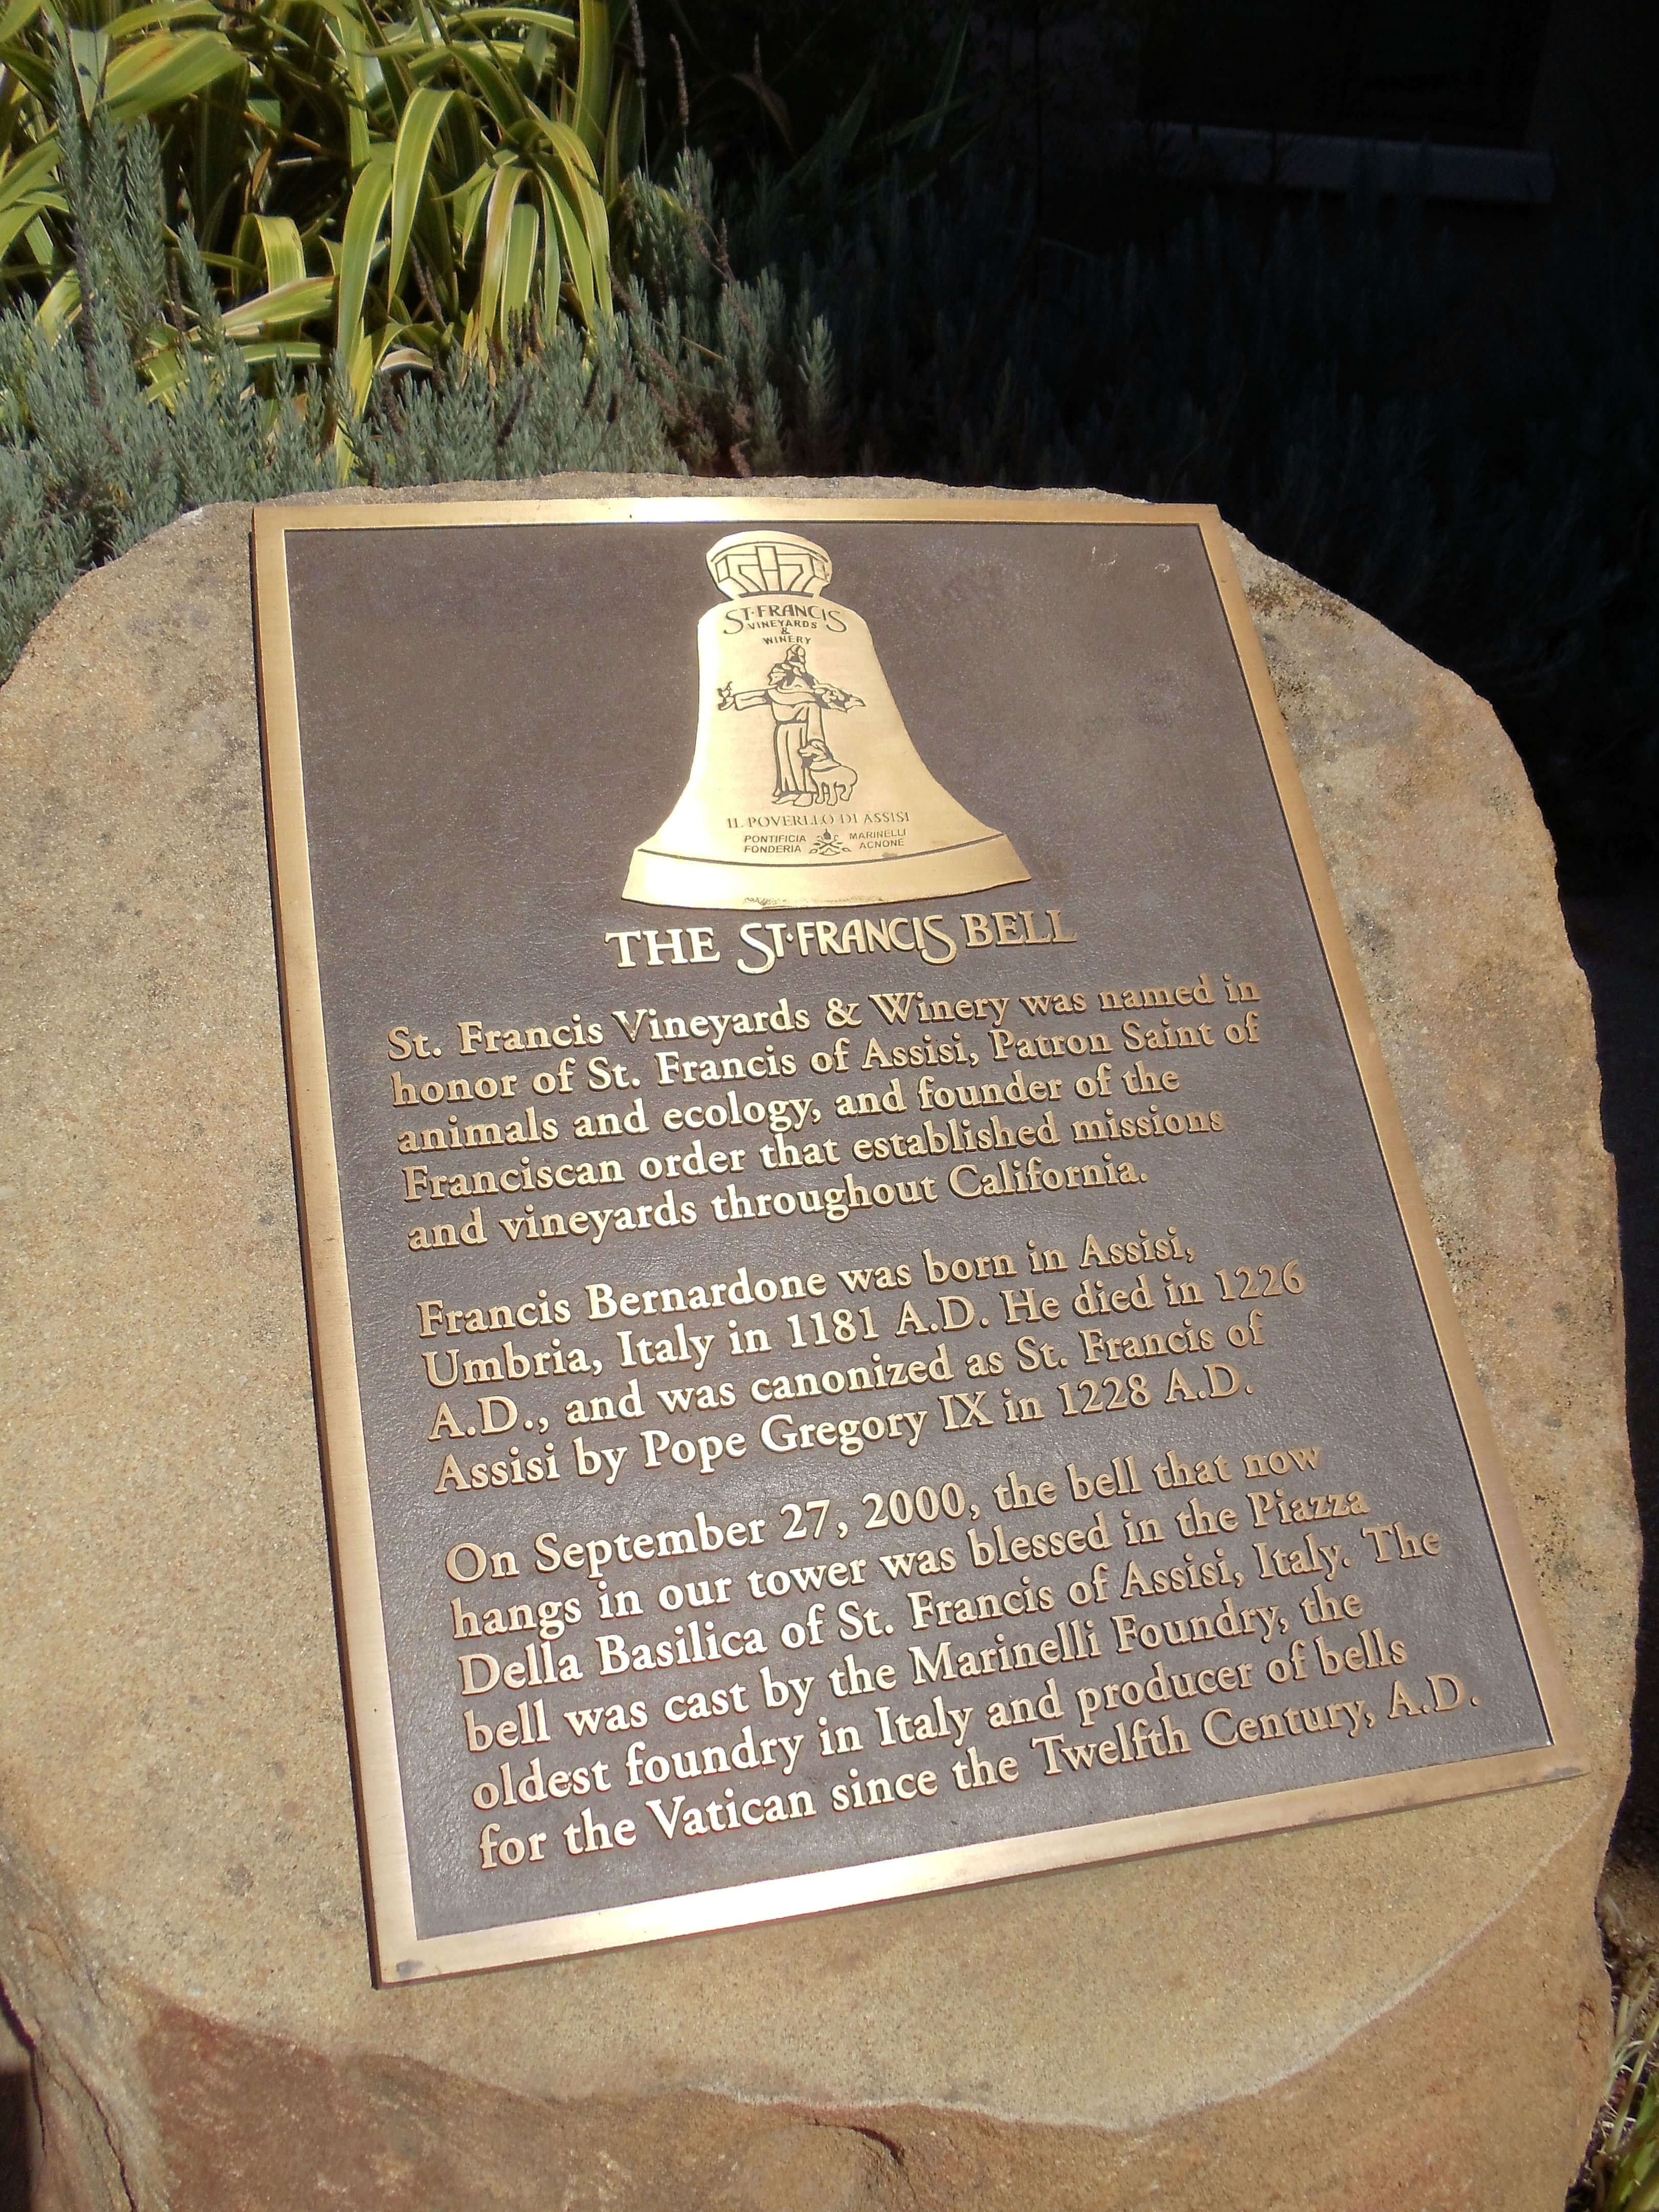 ST·FRANCIS
VINEYARDS
&
WINERY
IL POVERLLO DI ASSISI
PONTIFICIA MARINELLI
FONDERIA ACNONE
THE ST·FRANCIS BELL
St. Francis Vineyards & Winery was named in
honor of St. Francis of Assisi, Patron Saint of
animals and ecology, and founder of the
Franciscan order that established missions
and vineyards throughout California.
Francis Bernardone was born in Assisi,
Umbria, Italy in 1181 A.D. He died in 1226
A.D., and was canonized as St. Francis of
Assisi by Pope Gregory IX in 1228 A.D.
On September 27, 2000, the bell that now
hangs in our tower was blessed in the Piazza
Della Basilica of St. Francis of Assisi, Italy. The
bell was cast by the Marinelli Foundry, the
oldest foundry in Italy and producer of bells
for the Vatican since the Twelfth Century, A.D.